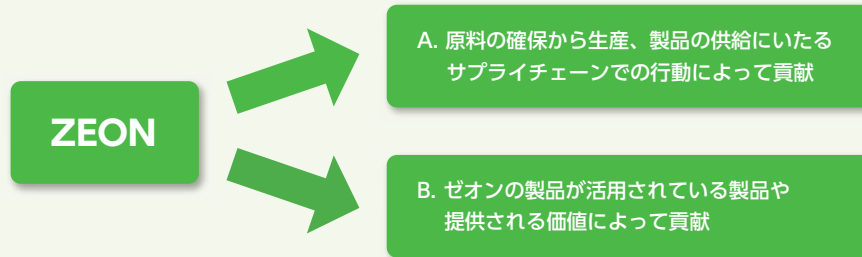 ZEON
A. 原料の確保から生産、製品の供給にいたる
サプライチェーンでの行動によって貢献
B. ゼオンの製品が活用されている製品や
提供される価値によって貢献